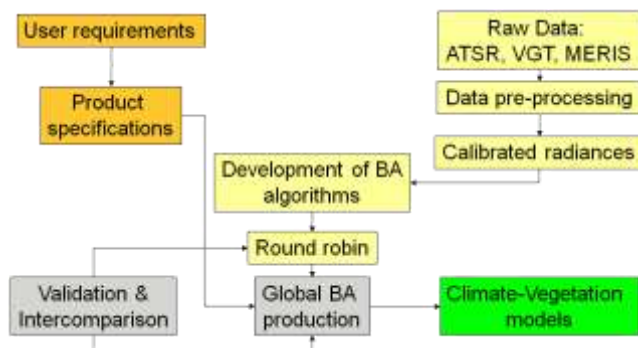 User requirements
Raw Data:
ATSR, VGT, MERIS
Product
specifications
Data pre-processing
Calibrated radiances
Development of BA
algorithms
Round robin
Validation &
Intercomparison
Global BA
production
Climate-Vegetation
models